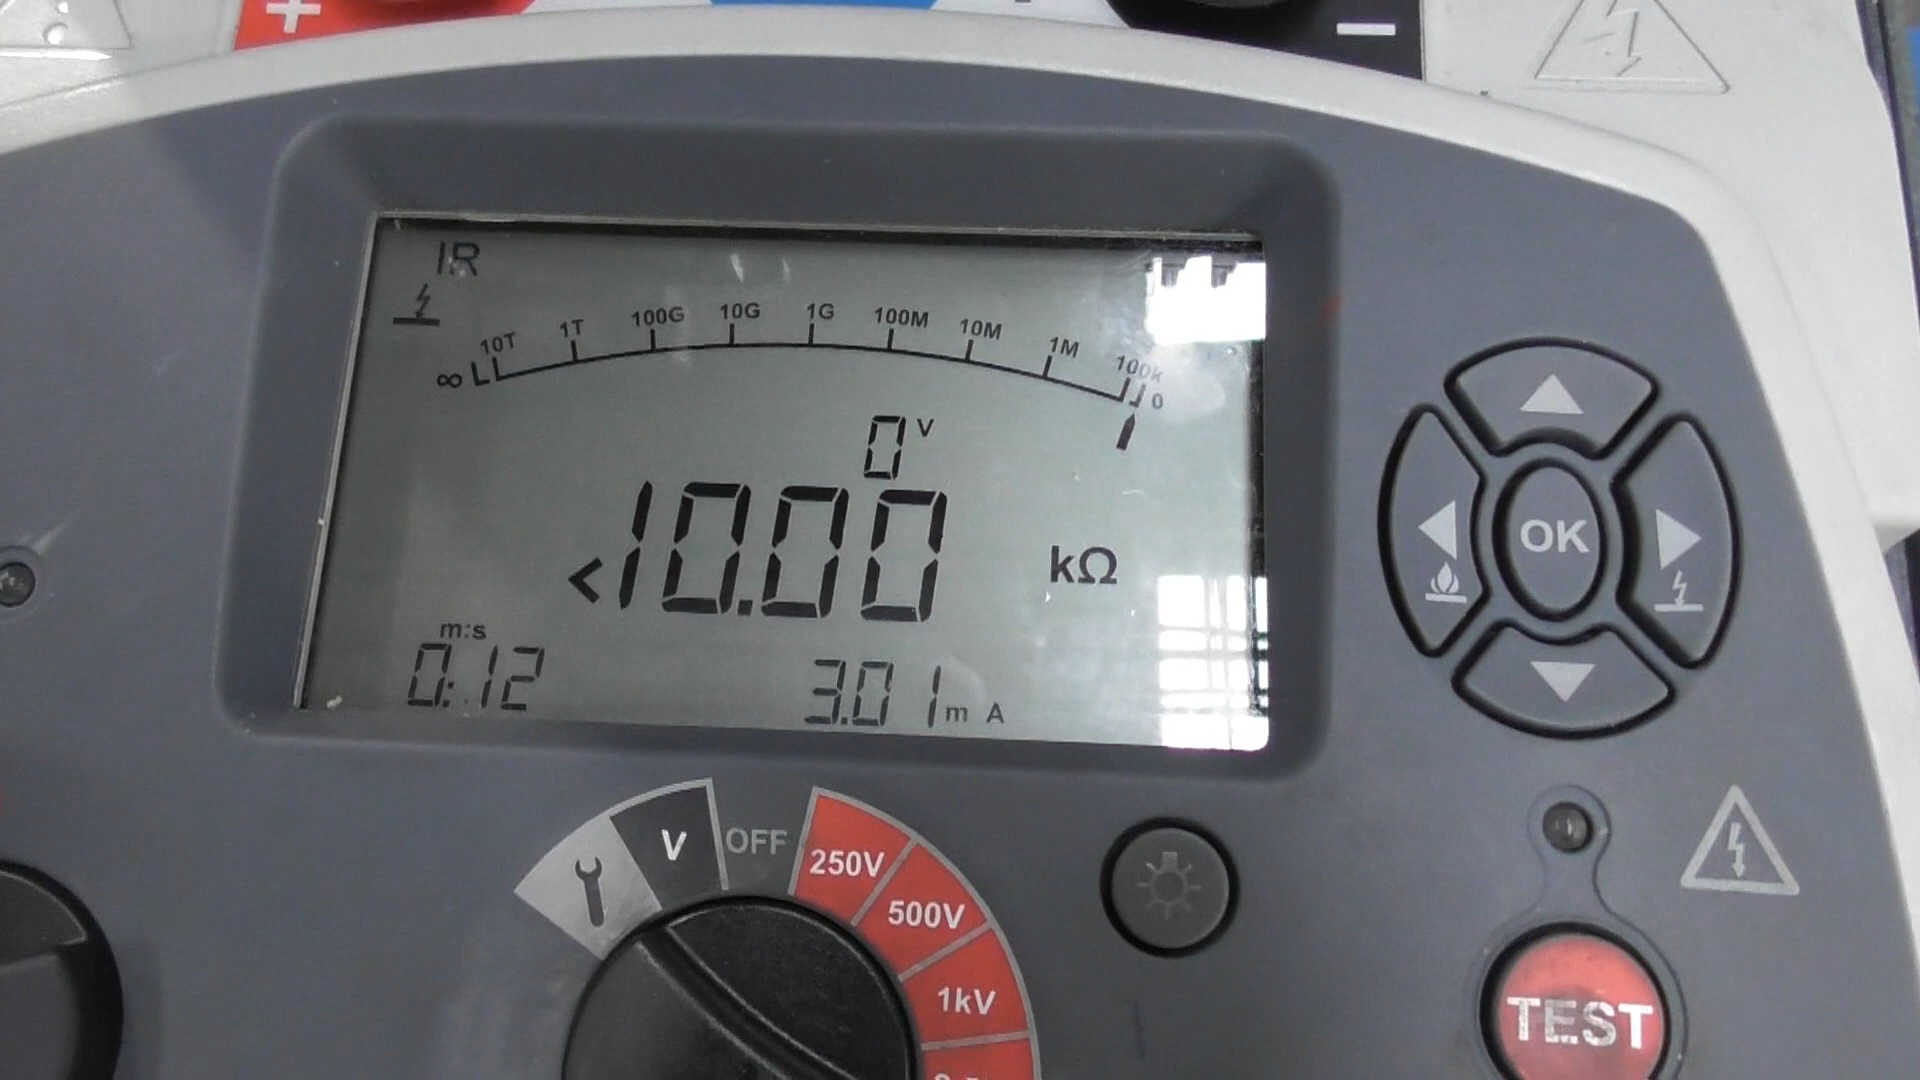 + −
IR
10T 1T 100G 10G 1G 100M 10M 1M 100k
∞ 0
0 V
<10.00 kΩ
m:s
0:12 3.01 m A
OK
V OFF 250V
500V
1kV
TEST